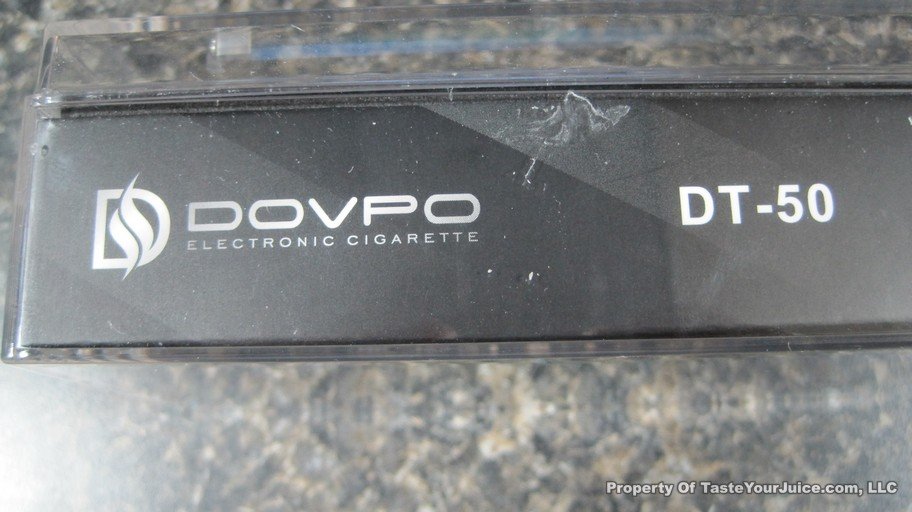 DOVPO
ELECTRONIC CIGARETTE
DT-50
Property Of TasteYourJuice.com, LLC